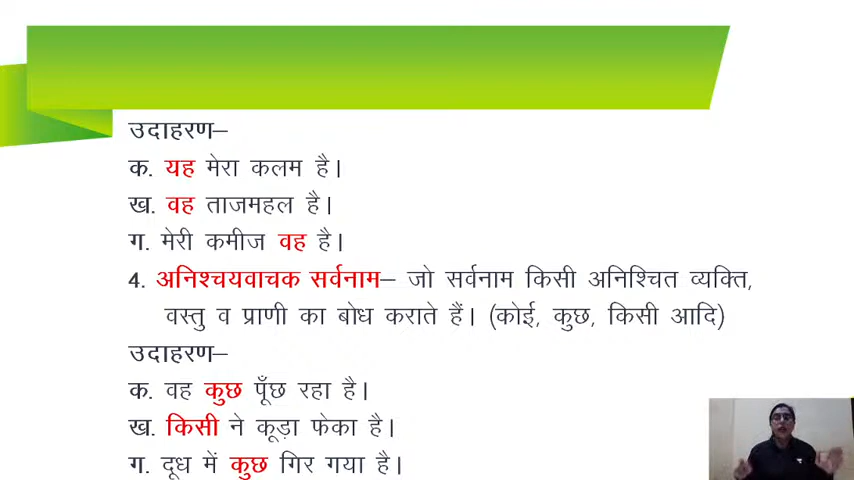 उदाहरण–
क. यह मेरा कलम है।
ख. वह ताजमहल है।
ग. मेरी कमीज वह है।
4. अनिश्चयवाचक सर्वनाम– जो सर्वनाम किसी अनिश्चित व्यक्ति,
वस्तु व प्राणी का बोध कराते हैं। (कोई, कुछ, किसी आदि)
उदाहरण–
क. वह कुछ पूँछ रहा है।
ख. किसी ने कूड़ा फेका है।
ग. दूध में कुछ गिर गया है।